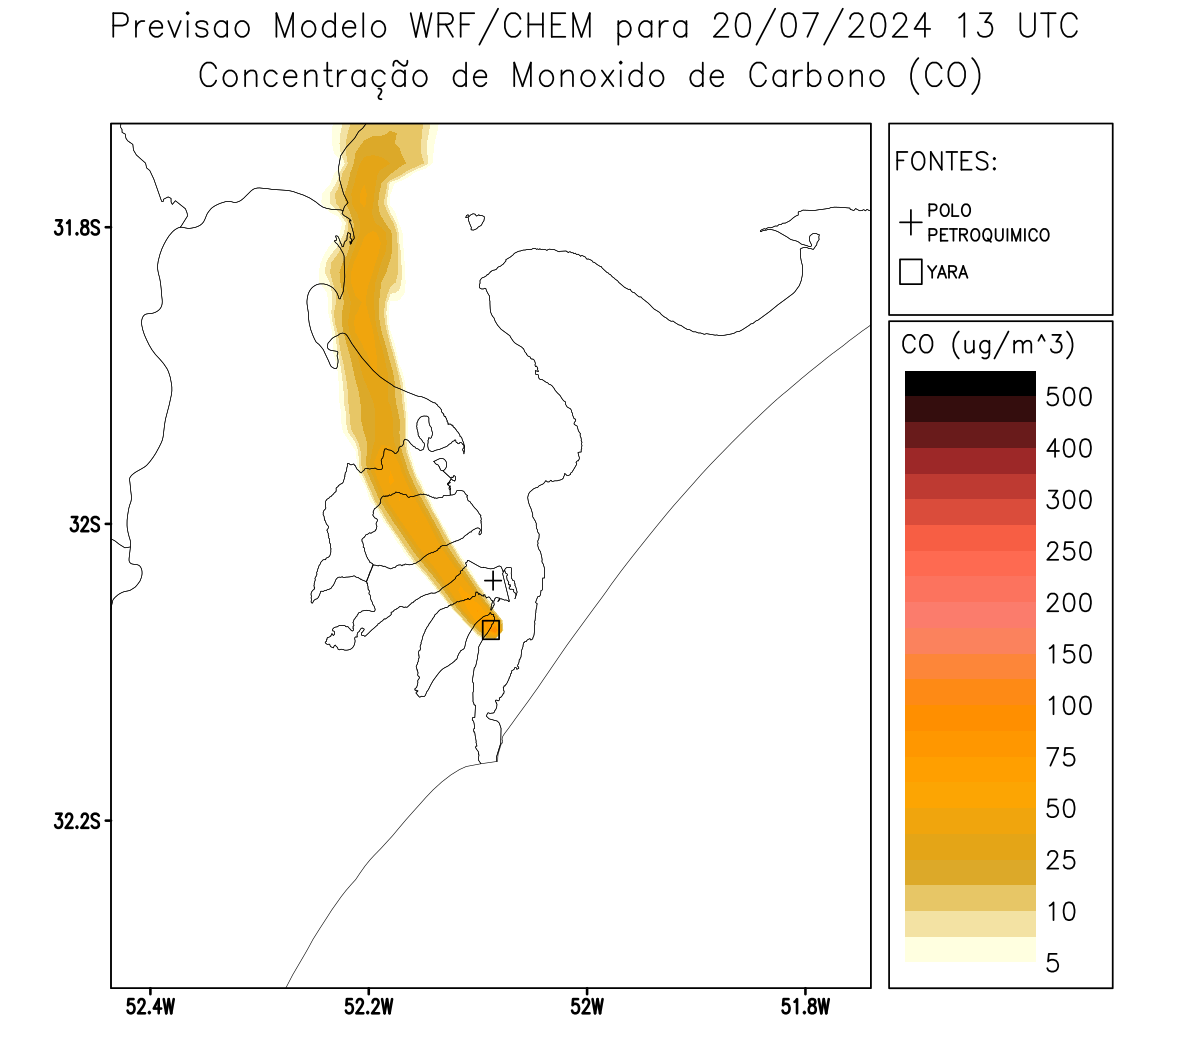 Previsao Modelo WRF/CHEM para 20/07/2024 13 UTC
Concentração de Monoxido de Carbono (CO)
FONTES:
POLO
PETROQUIMICO
YARA
CO (ug/m^3)
500
400
300
250
200
150
100
75
50
25
10
5
31.8S
32S
32.2S
52.4W
52.2W
52W
51.8W